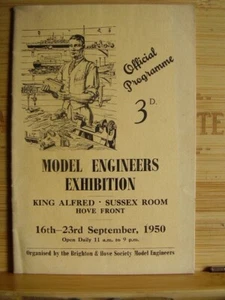 Official
Programme
3 D.
MODEL ENGINEERS
EXHIBITION
KING ALFRED · SUSSEX ROOM
HOVE FRONT
16th-23rd September, 1950
Open Daily 11 a.m. to 9 p.m.
Organised by the Brighton & Hove Society Model Engineers